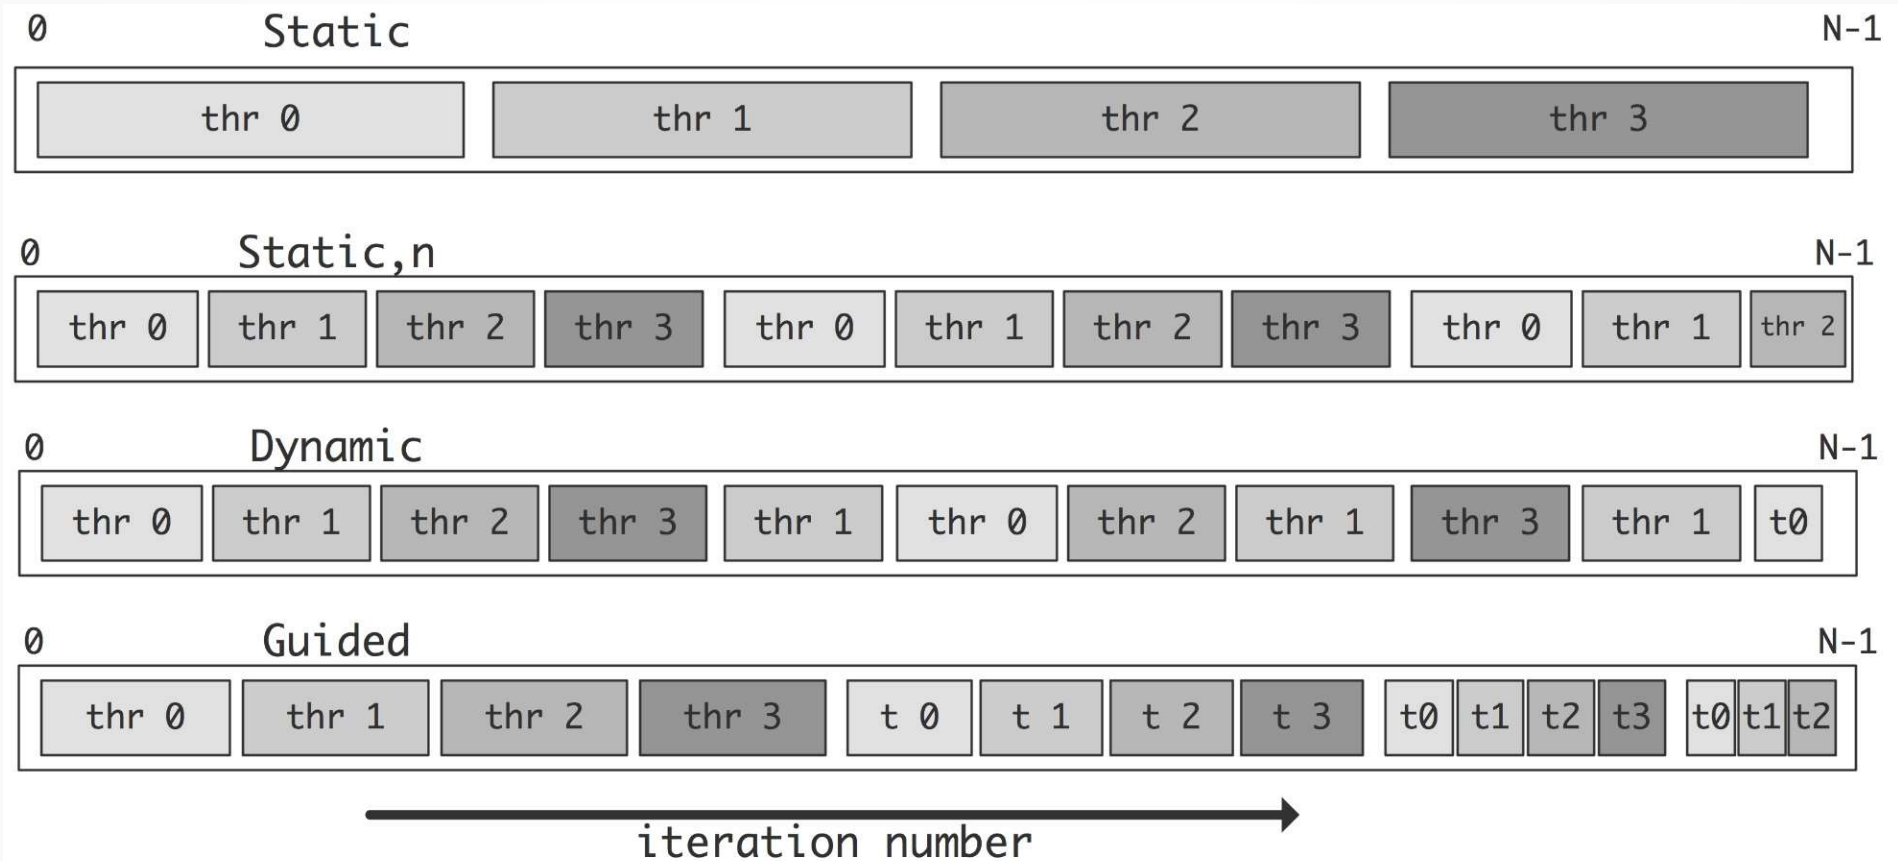 0 Static N-1
thr 0 thr 1 thr 2 thr 3
0 Static,n N-1
thr 0 thr 1 thr 2 thr 3 thr 0 thr 1 thr 2 thr 3 thr 0 thr 1 thr 2
0 Dynamic N-1
thr 0 thr 1 thr 2 thr 3 thr 1 thr 0 thr 2 thr 1 thr 3 thr 1 t0
0 Guided N-1
thr 0 thr 1 thr 2 thr 3 t 0 t 1 t 2 t 3 t0 t1 t2 t3 t0 t1 t2
iteration number